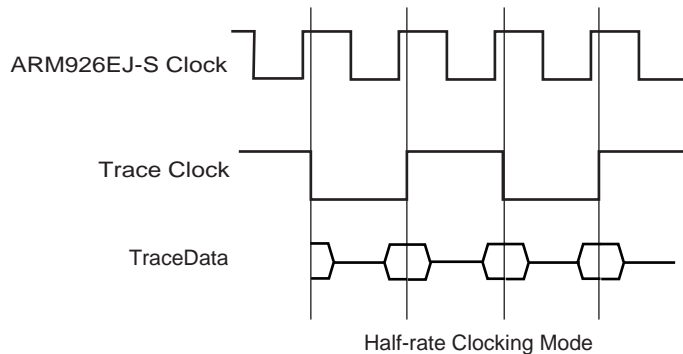 ARM926EJ-S Clock
Trace Clock
TraceData
Half-rate Clocking Mode